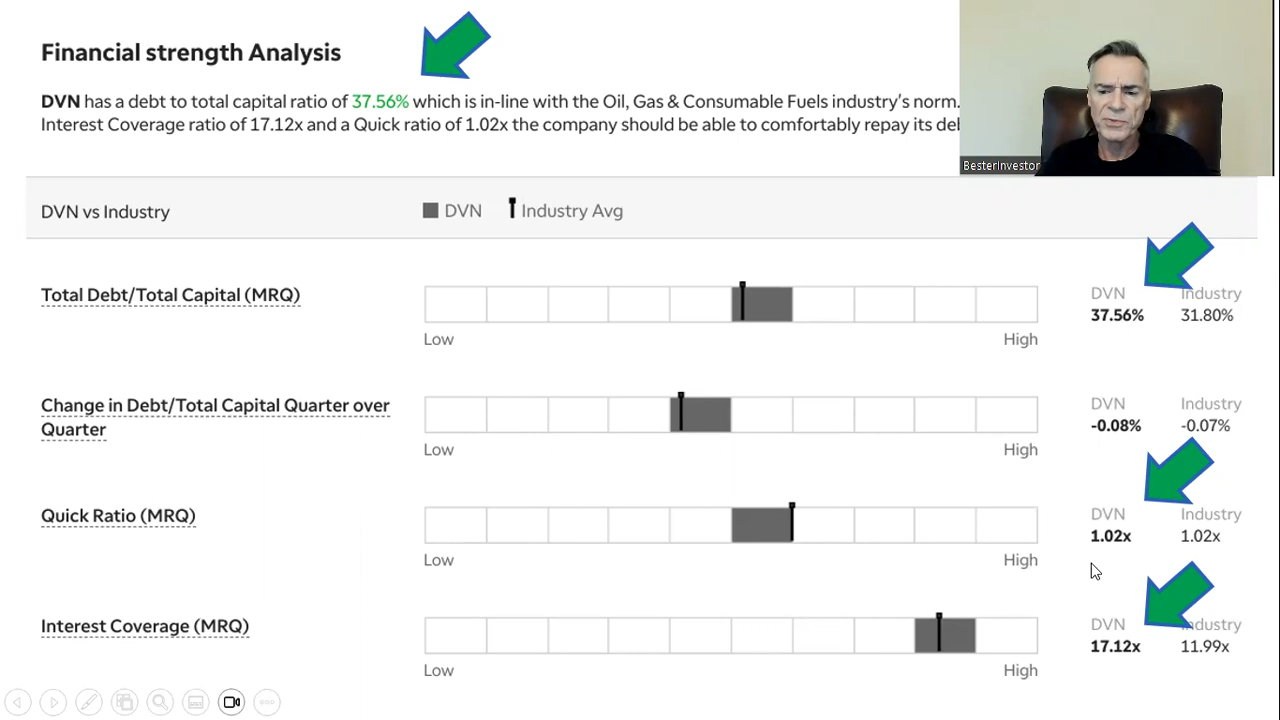 Financial strength Analysis
DVN has a debt to total capital ratio of 37.56% which is in-line with the Oil, Gas & Consumable Fuels industry's norm.
Interest Coverage ratio of 17.12x and a Quick ratio of 1.02x the company should be able to comfortably repay its
BesterInvestor
DVN vs Industry
DVN Industry Avg
Total Debt/Total Capital (MRQ)
Low High
DVN Industry
37.56% 31.80%
Change in Debt/Total Capital Quarter over
Quarter
Low High
DVN Industry
-0.08% -0.07%
Quick Ratio (MRQ)
Low High
DVN Industry
1.02x 1.02x
Interest Coverage (MRQ)
Low High
DVN Industry
17.12x 11.99x